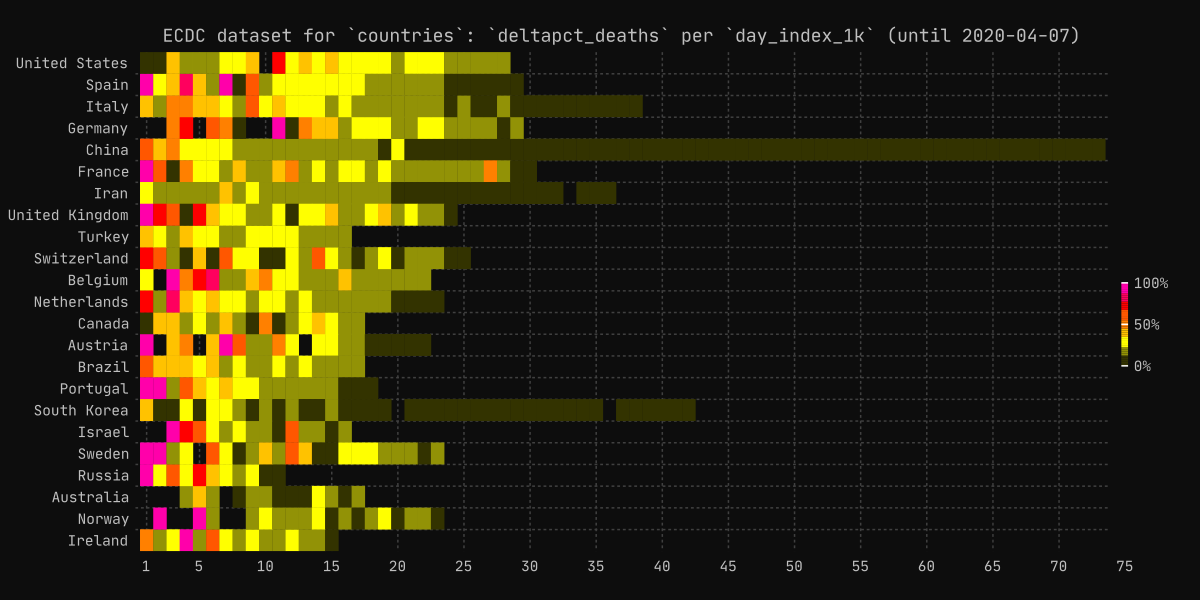 ECDC dataset for `countries`: `deltapct_deaths` per `day_index_1k` (until 2020-04-07)
United States
Spain
Italy
Germany
China
France
Iran
United Kingdom
Turkey
Switzerland
Belgium
Netherlands
Canada
Austria
Brazil
Portugal
South Korea
Israel
Sweden
Russia
Australia
Norway
Ireland
1 5 10 15 20 25 30 35 40 45 50 55 60 65 70 75
100%
50%
0%